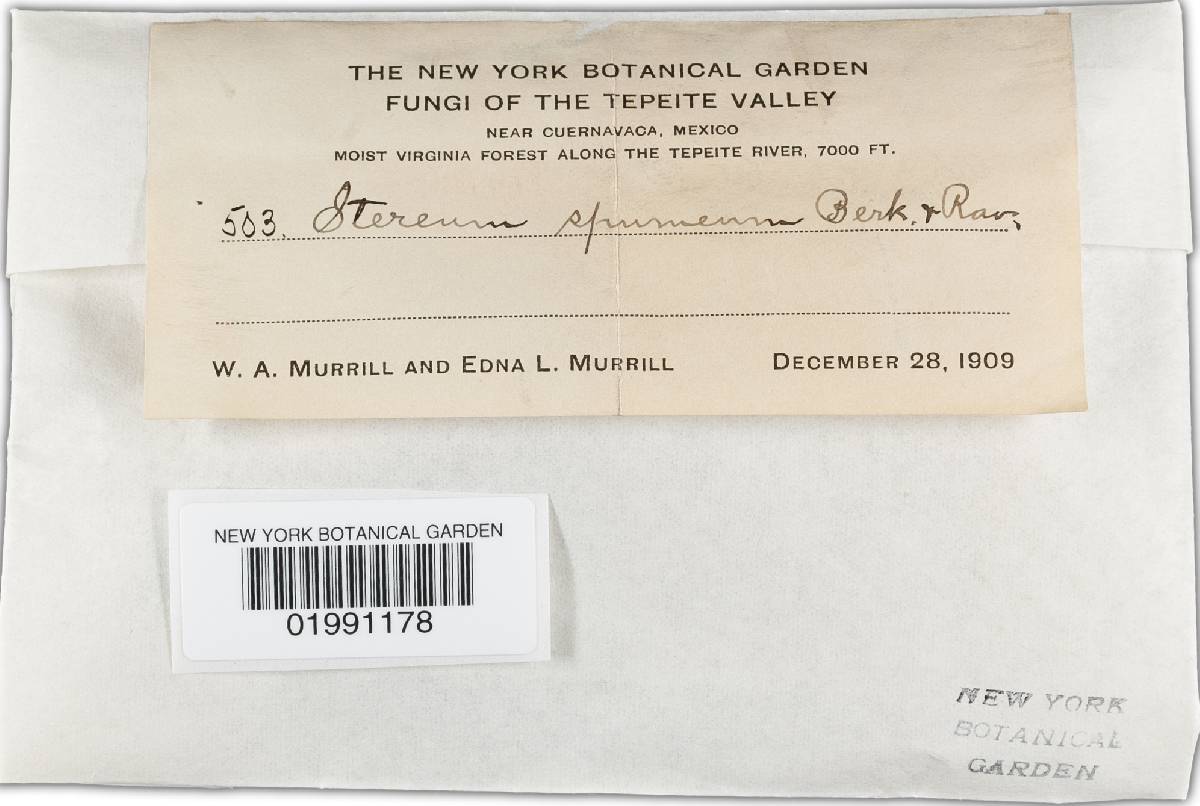 THE NEW YORK BOTANICAL GARDEN
FUNGI OF THE TEPEITE VALLEY
NEAR CUERNAVACA, MEXICO
MOIST VIRGINIA FOREST ALONG THE TEPEITE RIVER, 7000 FT.
503. Stereum spumeum Berk. & Rav.
W. A. MURRILL AND EDNA L. MURRILL DECEMBER 28, 1909
NEW YORK BOTANICAL GARDEN
01991178
NEW YORK
BOTANICAL
GARDEN